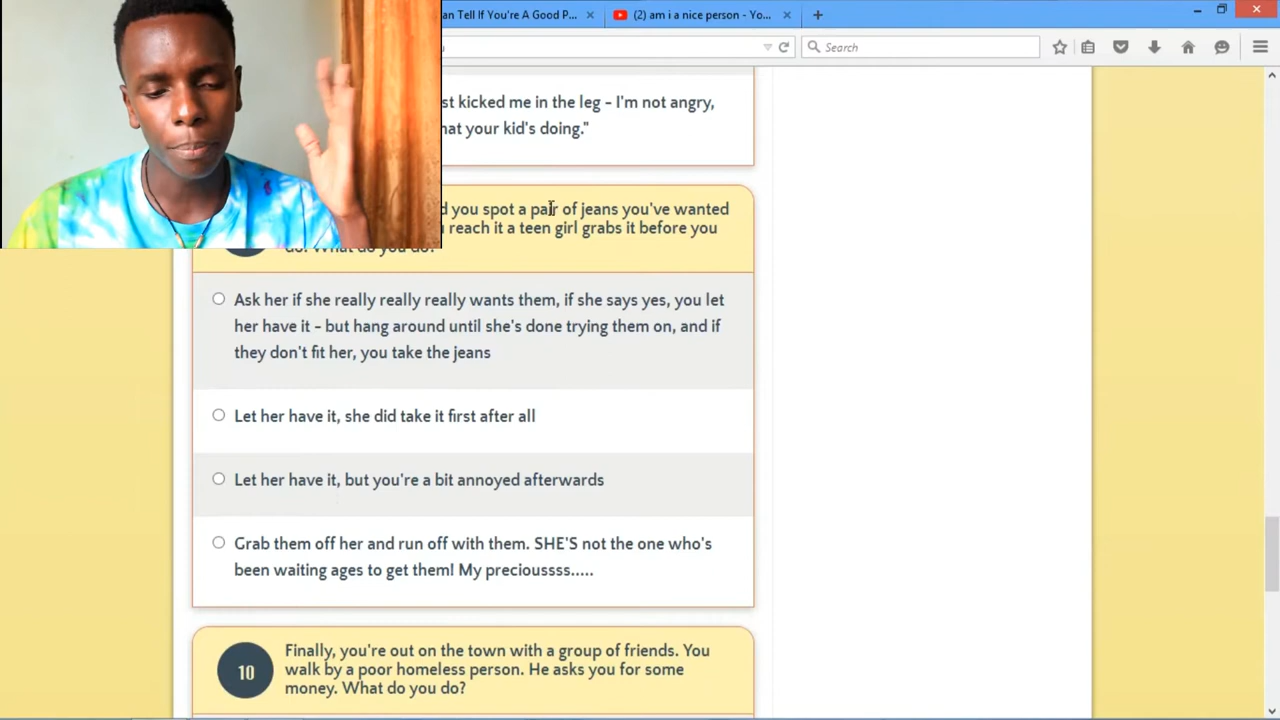 an Tell If You're A Good P...
(2) am i a nice person - Yo...
Search
st kicked me in the leg - I'm not angry,
hat your kid's doing."
d you spot a pair of jeans you've wanted
reach it a teen girl grabs it before you
do. What do you do?
Ask her if she really really really wants them, if she says yes, you let
her have it - but hang around until she's done trying them on, and if
they don't fit her, you take the jeans
Let her have it, she did take it first after all
Let her have it, but you're a bit annoyed afterwards
Grab them off her and run off with them. SHE'S not the one who's
been waiting ages to get them! My preciousss.....
10
Finally, you're out on the town with a group of friends. You
walk by a poor homeless person. He asks you for some
money. What do you do?